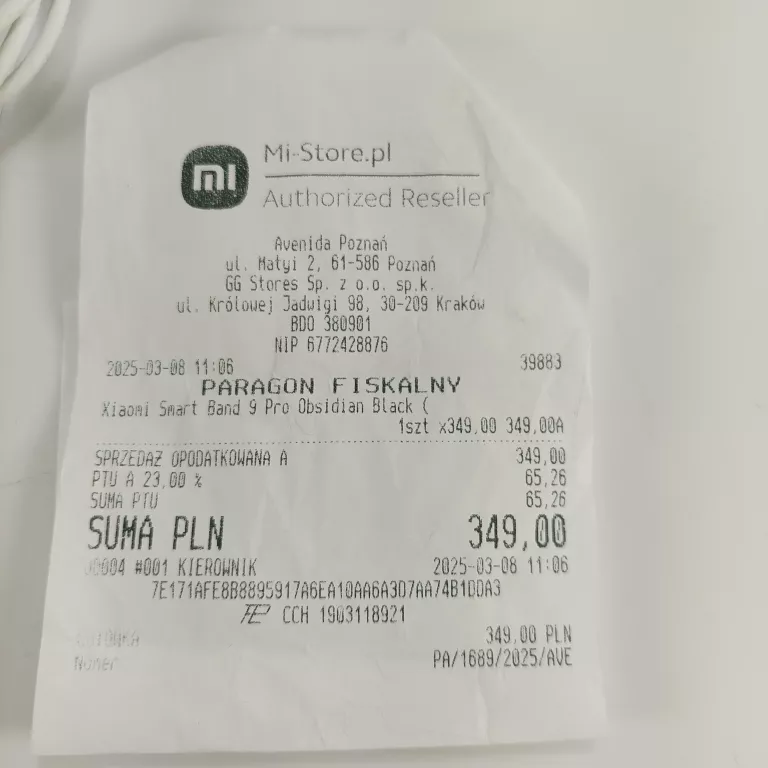 mi
Mi-Store.pl
Authorized Reseller
Avenida Poznań
ul. Matyi 2, 61-586 Poznań
GG Stores Sp. z o.o. sp.k.
ul. Królowej Jadwigi 98, 30-209 Kraków
BDO 380901
NIP 6772428876
2025-03-08 11:06 39883
PARAGON FISKALNY
Xiaomi Smart Band 9 Pro Obsidian Black (
1szt x349,00 349,00A
SPRZEDAŻ OPODATKOWANA A 349,00
PTU A 23,00 % 65,26
SUMA PTU 65,26
SUMA PLN 349,00
00004 #001 KIEROWNIK 2025-03-08 11:06
7E171AFE8B8895917A6EA10AA6A3D7AA74B1DDA3
CCH 1903118921
349,00 PLN
Numer PA/1689/2025/AVE